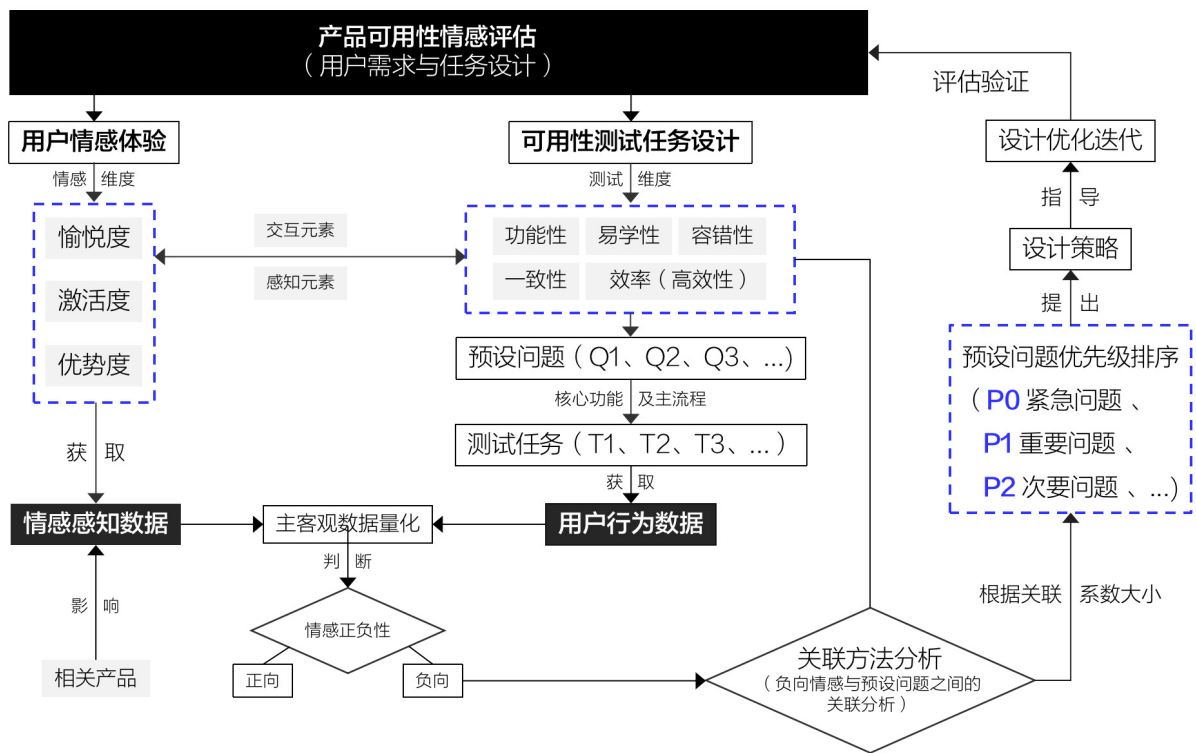 产品可用性情感评估
（用户需求与任务设计）
评估验证
用户情感体验
可用性测试任务设计
设计优化迭代
情感 维度
测试 维度
指 导
愉悦度
激活度
优势度
交互元素
感知元素
功能性 易学性 容错性
一致性 效率（高效性）
设计策略
提 出
预设问题（Q1、Q2、Q3、...)
核心功能 及主流程
测试任务（T1、T2、T3、...）
预设问题优先级排序
（P0 紧急问题、
P1 重要问题、
P2 次要问题、...)
获 取
获 取
情感感知数据
主客观数据量化
用户行为数据
判 断
影 响
情感正负性
根据关联 系数大小
相关产品
正向
负向
关联方法分析
（负向情感与预设问题之间的
关联分析）